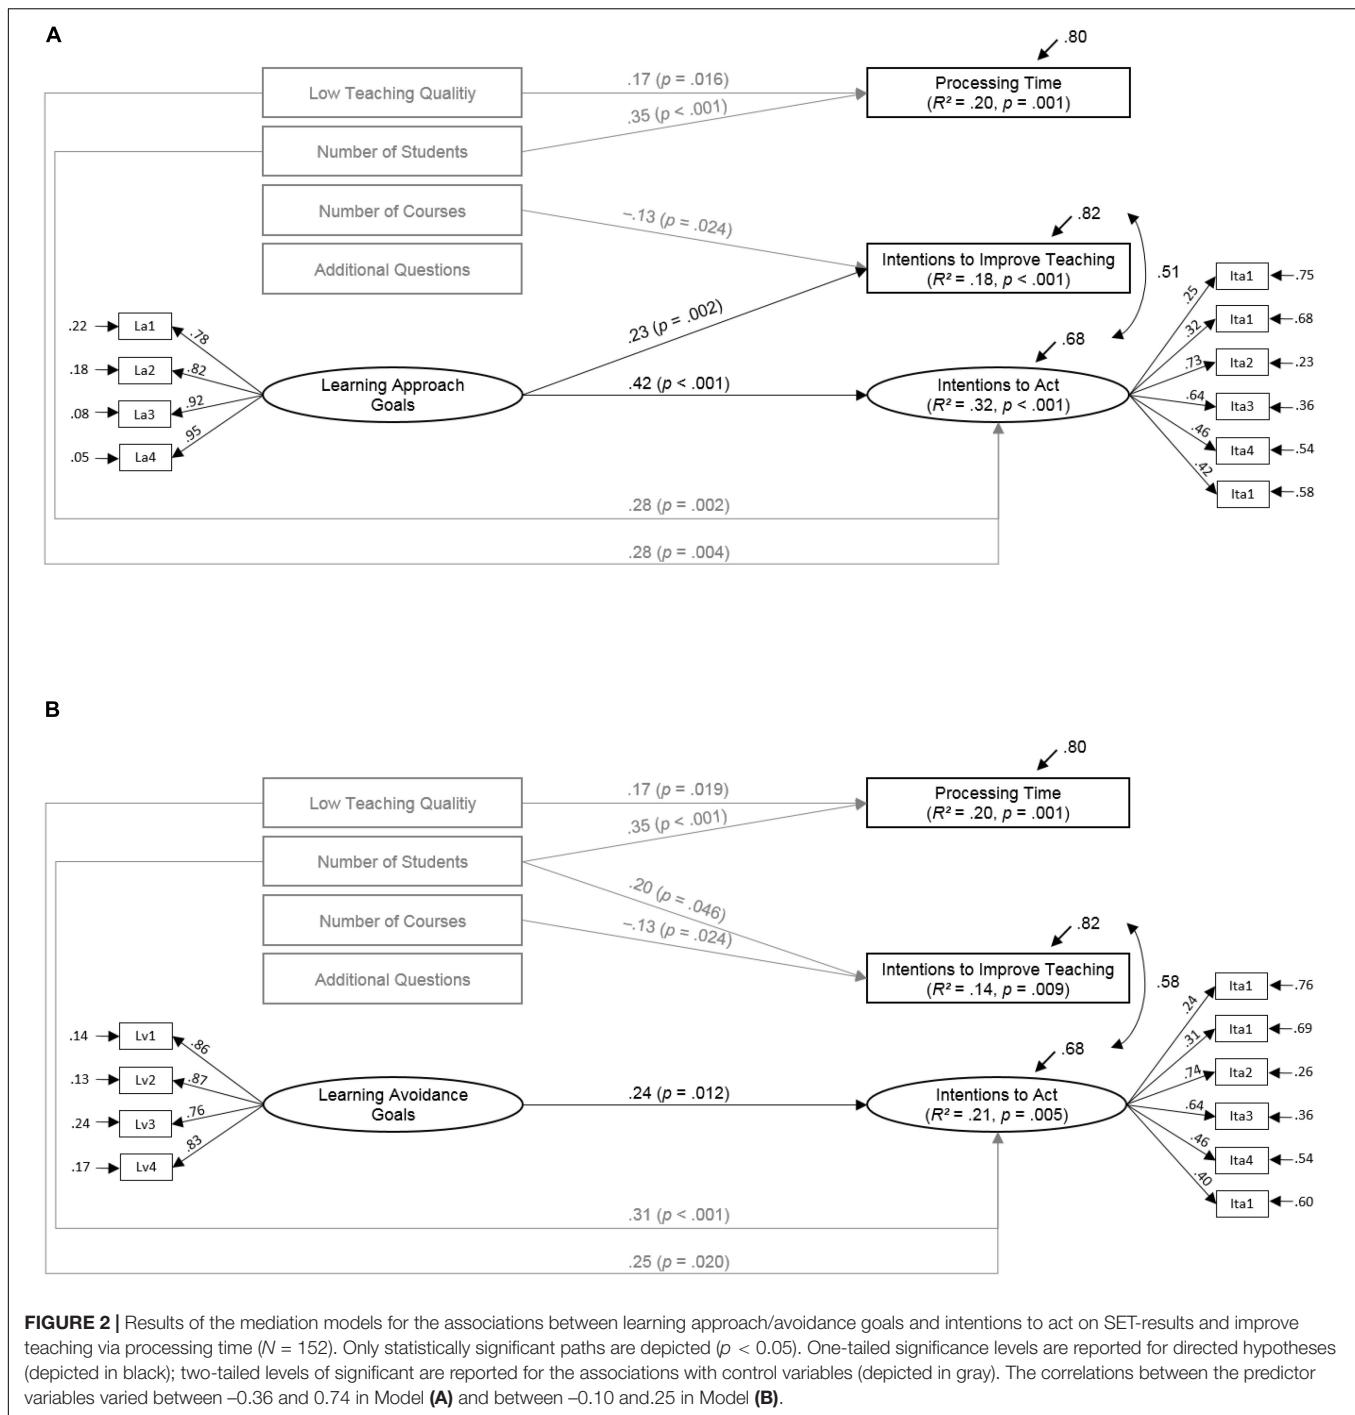 A
.80
Low Teaching Qualitiy
.17 (p = .016)
Processing Time
(R² = .20, p = .001)
.35 (p < .001)
Number of Students
Number of Courses
–.13 (p = .024)
.82
Intentions to Improve Teaching
(R² = .18, p < .001)
.51
Additional Questions
.23 (p = .002)
.68
.22
La1
.78
.18
La2
.82
.08
La3
.92
.05
La4
.95
Learning Approach
Goals
.42 (p < .001)
Intentions to Act
(R² = .32, p < .001)
.25
Ita1
.75
.32
Ita1
.68
.73
Ita2
.23
.64
Ita3
.36
.46
Ita4
.54
.42
Ita1
.58
.28 (p = .002)
.28 (p = .004)
B
.80
Low Teaching Qualitiy
.17 (p = .019)
Processing Time
(R² = .20, p = .001)
.35 (p < .001)
Number of Students
.20 (p = .046)
Number of Courses
–.13 (p = .024)
.82
Intentions to Improve Teaching
(R² = .14, p = .009)
.58
Additional Questions
.68
.14
Lv1
.86
.13
Lv2
.87
.24
Lv3
.76
.17
Lv4
.83
Learning Avoidance
Goals
.24 (p = .012)
Intentions to Act
(R² = .21, p = .005)
.24
Ita1
.76
.31
Ita1
.69
.74
Ita2
.26
.64
Ita3
.36
.46
Ita4
.54
.40
Ita1
.60
.31 (p < .001)
.25 (p = .020)
FIGURE 2 | Results of the mediation models for the associations between learning approach/avoidance goals and intentions to act on SET-results and improve
teaching via processing time (N = 152). Only statistically significant paths are depicted (p < 0.05). One-tailed significance levels are reported for directed hypotheses
(depicted in black); two-tailed levels of significant are reported for the associations with control variables (depicted in gray). The correlations between the predictor
variables varied between –0.36 and 0.74 in Model (A) and between –0.10 and.25 in Model (B).